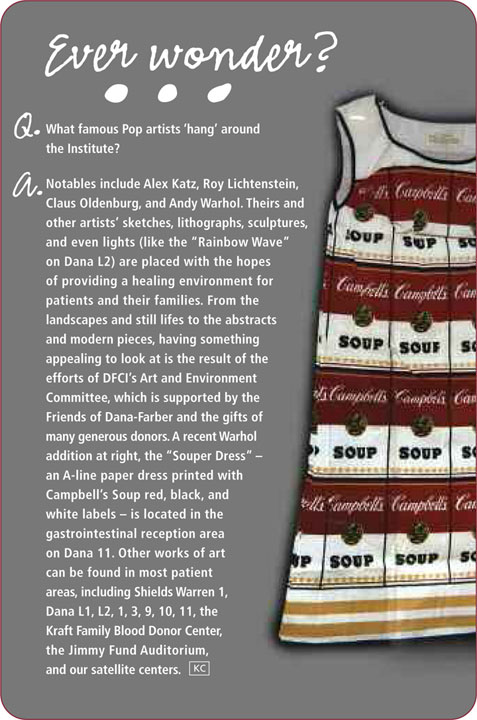 Ever wonder?
Q. What famous Pop artists ‘hang’ around
the Institute?
A. Notables include Alex Katz, Roy Lichtenstein,
Claus Oldenburg, and Andy Warhol. Theirs and
other artists’ sketches, lithographs, sculptures,
and even lights (like the “Rainbow Wave”
on Dana L2) are placed with the hopes
of providing a healing environment for
patients and their families. From the
landscapes and still lifes to the abstracts
and modern pieces, having something
appealing to look at is the result of the
efforts of DFCI’s Art and Environment
Committee, which is supported by the
Friends of Dana-Farber and the gifts of
many generous donors. A recent Warhol
addition at right, the “Souper Dress” –
an A-line paper dress printed with
Campbell’s Soup red, black, and
white labels – is located in the
gastrointestinal reception area
on Dana 11. Other works of art
can be found in most patient
areas, including Shields Warren 1,
Dana L1, L2, 1, 3, 9, 10, 11, the
Kraft Family Blood Donor Center,
the Jimmy Fund Auditorium,
and our satellite centers. KC
Campbell's Cam
SOUP SOUP SO
Campbell's Campbell's Cam
SOUP SOUP SO
Campbell's Campbell's Cam
SOUP SOUP SO
Campbell's Campbell's Cam
UP SOUP SOUP SO